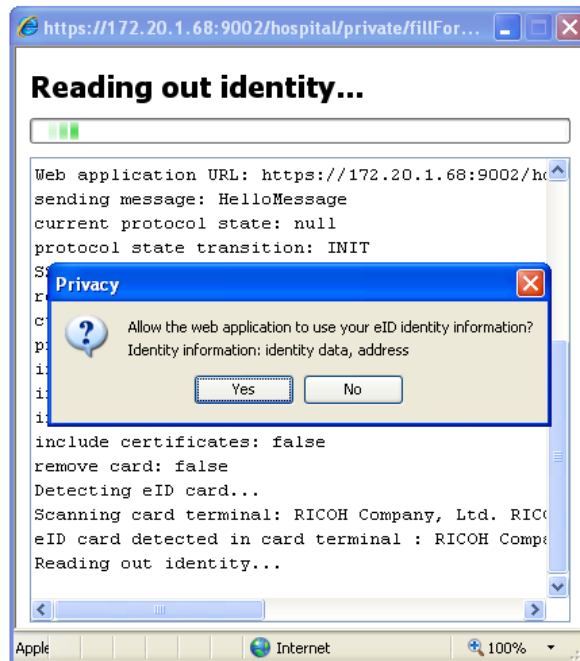 https://172.20.1.68:9002/hospital/private/fillFor...
Reading out identity...
Web application URL: https://172.20.1.68:9002/h
sending message: HelloMessage
current protocol state: null
protocol state transition: INIT
Privacy
Allow the web application to use your eID identity information?
Identity information: identity data, address
Yes No
include certificates: false
remove card: false
Detecting eID card...
Scanning card terminal: RICOH Company, Ltd. RICO
eID card detected in card terminal : RICOH Compa
Reading out identity...
Apple Internet 100%